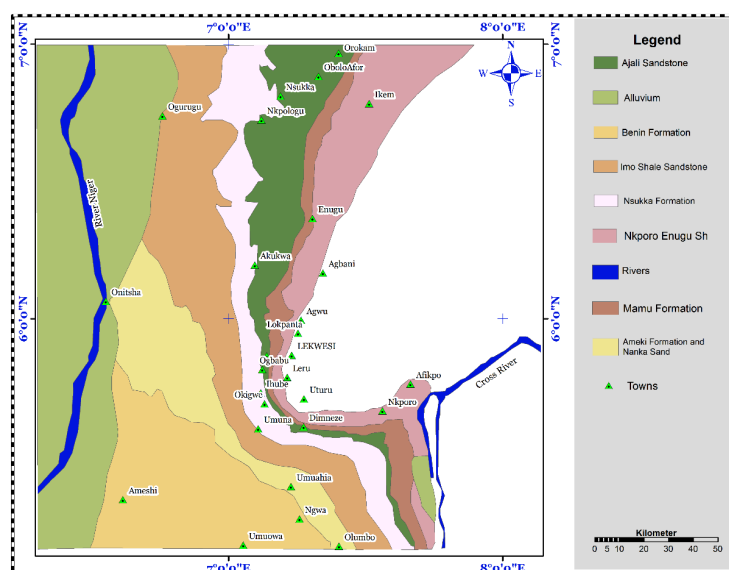 7°0'0"E
8°0'0"E
7°0'0"N
7°0'0"N
N
W E
S
Orokam
OboloAfor
Nsukka
Ikem
Ogurugu
Nkpologu
River Niger
Enugu
Akukwa
Agbani
Onitsha
6°0'0"N
6°0'0"N
Agwu
Lokpanta
LEKWESI
Ogbabu
Leru
Ihube
Afikpo
Cross River
Okigwe
Uturu
Nkporo
Umuna
Dimneze
Umuahia
Ameshi
Ngwa
Umuowa
Olumbo
7°0'0"E
8°0'0"E
Legend
Ajali Sandstone
Alluvium
Benin Formation
Imo Shale Sandstone
Nsukka Formation
Nkporo Enugu Sh
Rivers
Mamu Formation
Ameki Formation and
Nanka Sand
Towns
Kilometer
0 5 10 20 30 40 50